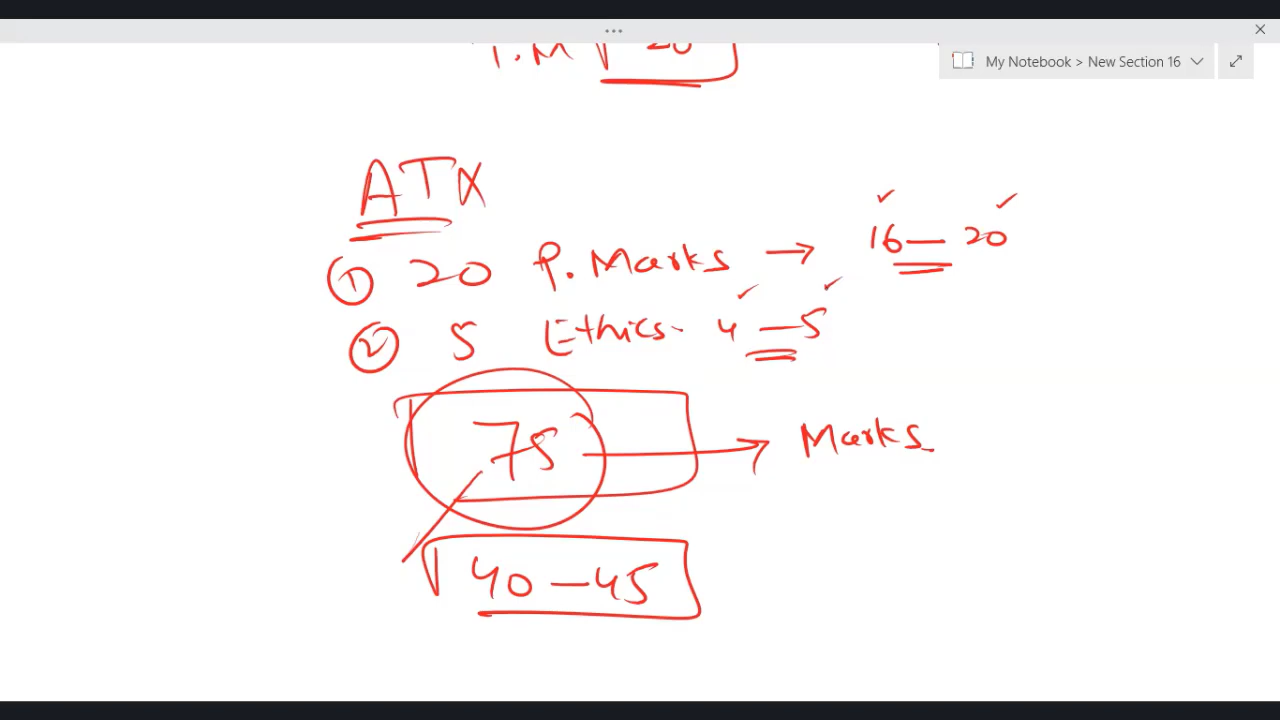 My Notebook > New Section 16
P.M 20
ATX
① 20 P. Marks → 16 — 20
② 5 Ethics - 4 — 5
75 → Marks
40 — 45